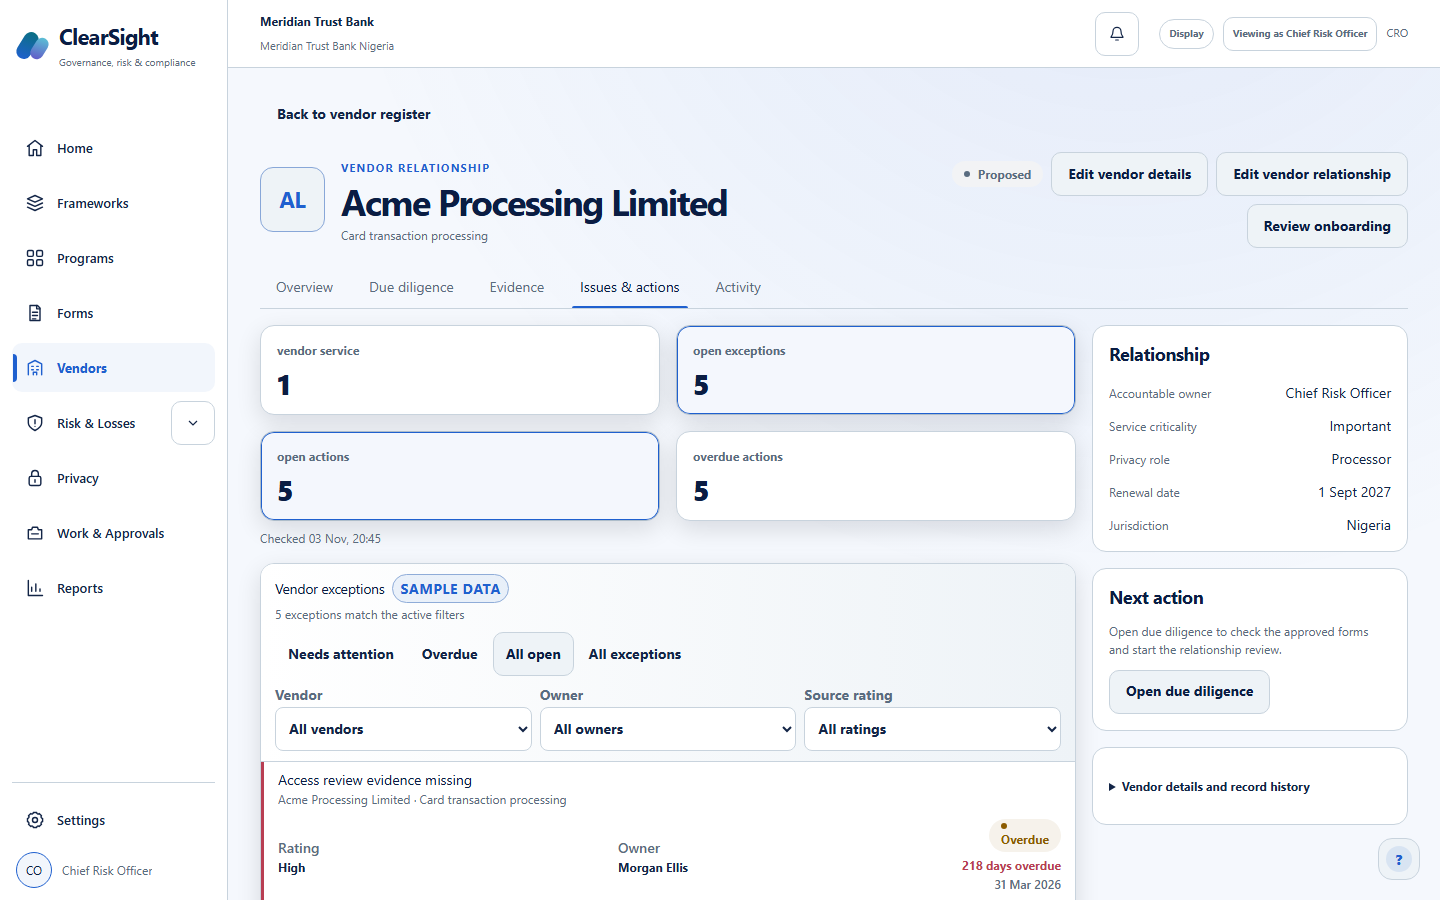 ClearSight
Governance, risk & compliance
Home
Frameworks
Programs
Forms
Vendors
Risk & Losses
Privacy
Work & Approvals
Reports
Settings
CO
Chief Risk Officer
Meridian Trust Bank
Meridian Trust Bank Nigeria
Display
Viewing as Chief Risk Officer
CRO
Back to vendor register
AL
VENDOR RELATIONSHIP
Acme Processing Limited
Card transaction processing
Proposed
Edit vendor details
Edit vendor relationship
Review onboarding
Overview
Due diligence
Evidence
Issues & actions
Activity
vendor service
1
open exceptions
5
open actions
5
overdue actions
5
Checked 03 Nov, 20:45
Vendor exceptions
SAMPLE DATA
5 exceptions match the active filters
Needs attention
Overdue
All open
All exceptions
Vendor
All vendors
Owner
All owners
Source rating
All ratings
Access review evidence missing
Acme Processing Limited · Card transaction processing
Rating
High
Owner
Morgan Ellis
Overdue
218 days overdue
31 Mar 2026
Relationship
Accountable owner
Chief Risk Officer
Service criticality
Important
Privacy role
Processor
Renewal date
1 Sept 2027
Jurisdiction
Nigeria
Next action
Open due diligence to check the approved forms
and start the relationship review.
Open due diligence
Vendor details and record history
?